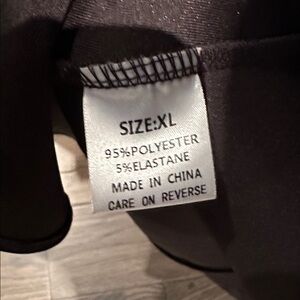 SIZE:XL
95%POLYESTER
5%ELASTANE
MADE IN CHINA
CARE ON REVERSE